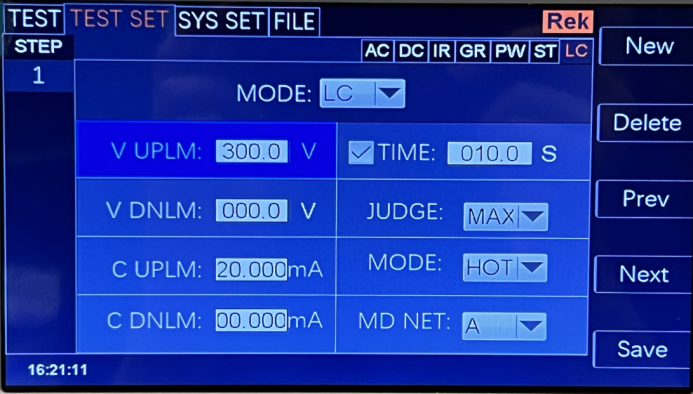 TEST TEST SET SYS SET FILE Rek
STEP AC DC IR GR PW ST LC
New
1
MODE: LC
Delete
V UPLM: 300.0 V TIME: 010.0 S
V DNLM: 000.0 V JUDGE: MAX
Prev
C UPLM: 20.000mA MODE: HOT
Next
C DNLM: 00.000mA MD NET: A
Save
16:21:11